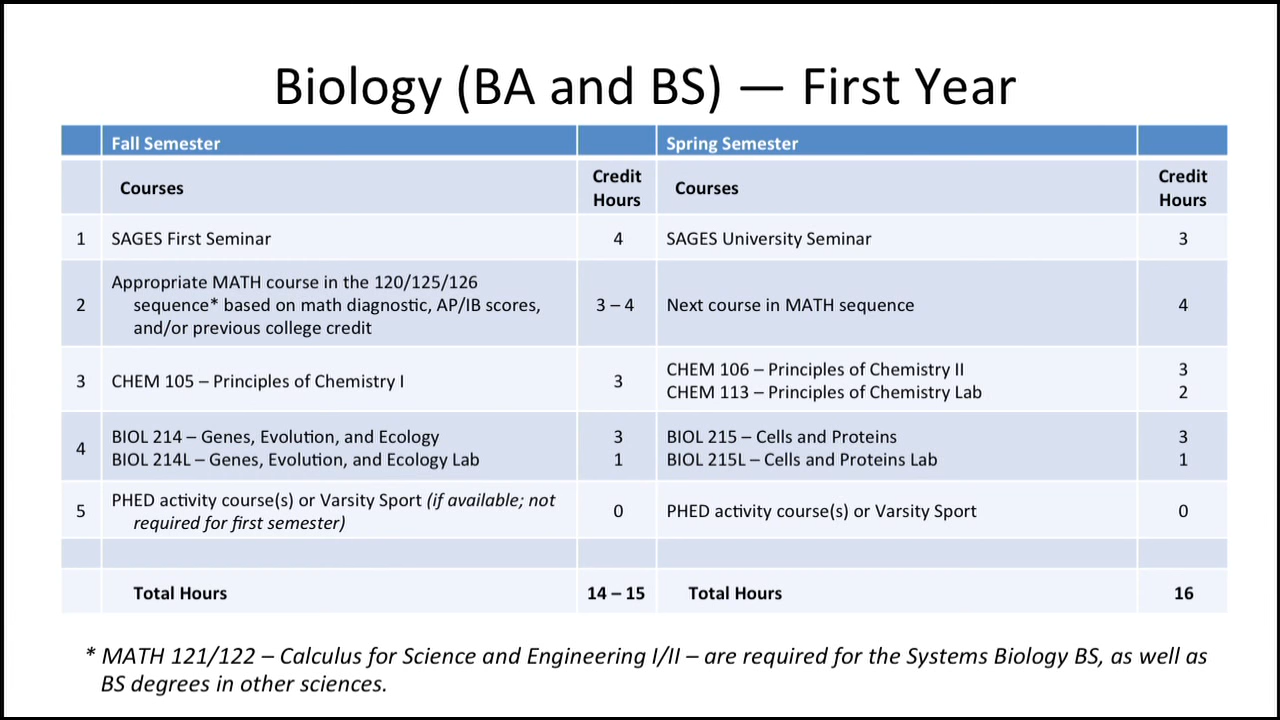 Biology (BA and BS) — First Year
Fall Semester Spring Semester
Courses Credit Hours Courses Credit Hours
1 SAGES First Seminar 4 SAGES University Seminar 3
2 Appropriate MATH course in the 120/125/126
sequence* based on math diagnostic, AP/IB scores,
and/or previous college credit
3 – 4 Next course in MATH sequence 4
3 CHEM 105 – Principles of Chemistry I 3
CHEM 106 – Principles of Chemistry II 3
CHEM 113 – Principles of Chemistry Lab 2
4
BIOL 214 – Genes, Evolution, and Ecology 3 BIOL 215 – Cells and Proteins 3
BIOL 214L – Genes, Evolution, and Ecology Lab 1 BIOL 215L – Cells and Proteins Lab 1
5 PHED activity course(s) or Varsity Sport (if available; not
required for first semester)
0 PHED activity course(s) or Varsity Sport 0
Total Hours 14 – 15 Total Hours 16
* MATH 121/122 – Calculus for Science and Engineering I/II – are required for the Systems Biology BS, as well as
BS degrees in other sciences.